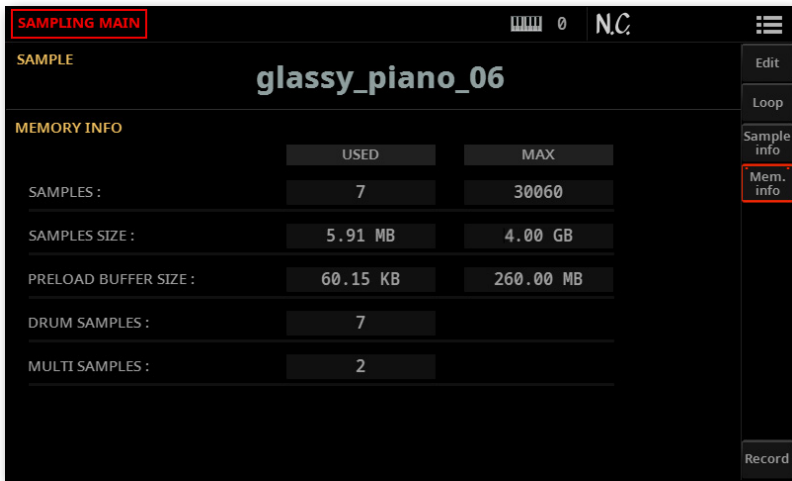 SAMPLING MAIN 0 N.C.
SAMPLE
glassy_piano_06
Edit
Loop
Sample
info
Mem.
info
MEMORY INFO
USED MAX
SAMPLES : 7 30060
SAMPLES SIZE : 5.91 MB 4.00 GB
PRELOAD BUFFER SIZE : 60.15 KB 260.00 MB
DRUM SAMPLES : 7
MULTI SAMPLES : 2
Record